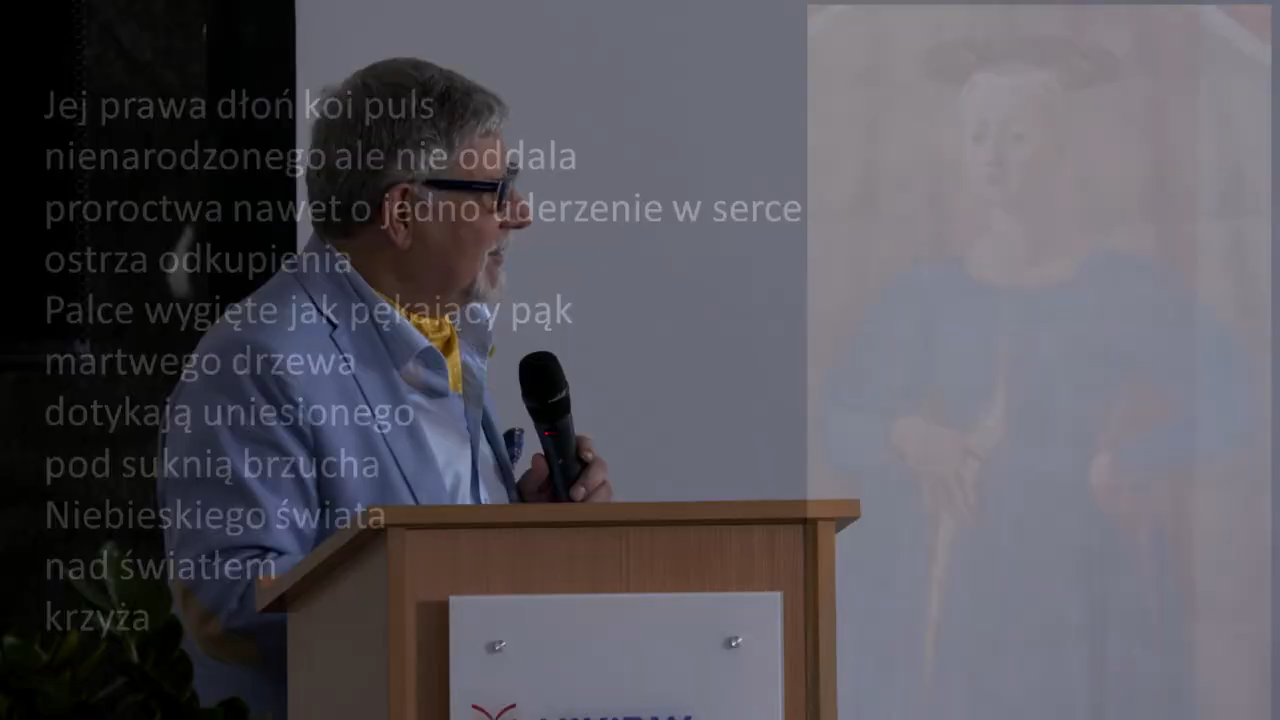 Jej prawa dłoń koi puls
nienarodzonego ale nie oddala
proroctwa nawet o jedno uderzenie w serce
ostrza odkupienia
Palce wygięte jak pękający pąk
martwego drzewa
dotykają uniesionego
pod suknią brzucha
Niebieskiego świata
nad światłem
krzyża